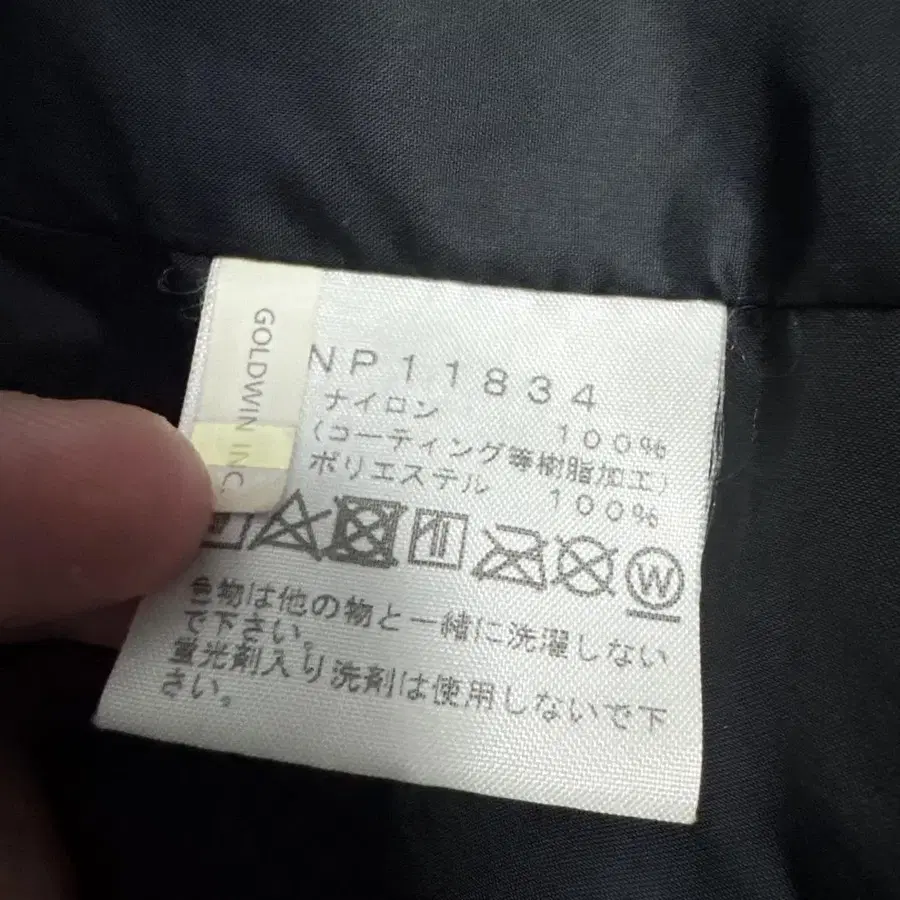 GOLDWIN INC.
NP11834
ナイロン 100%
(コーティング等樹脂加工)
ポリエステル 100%
W
色物は他の物と一緒に洗濯しない
で下さい。
蛍光剤入り洗剤は使用しないで下
さい。